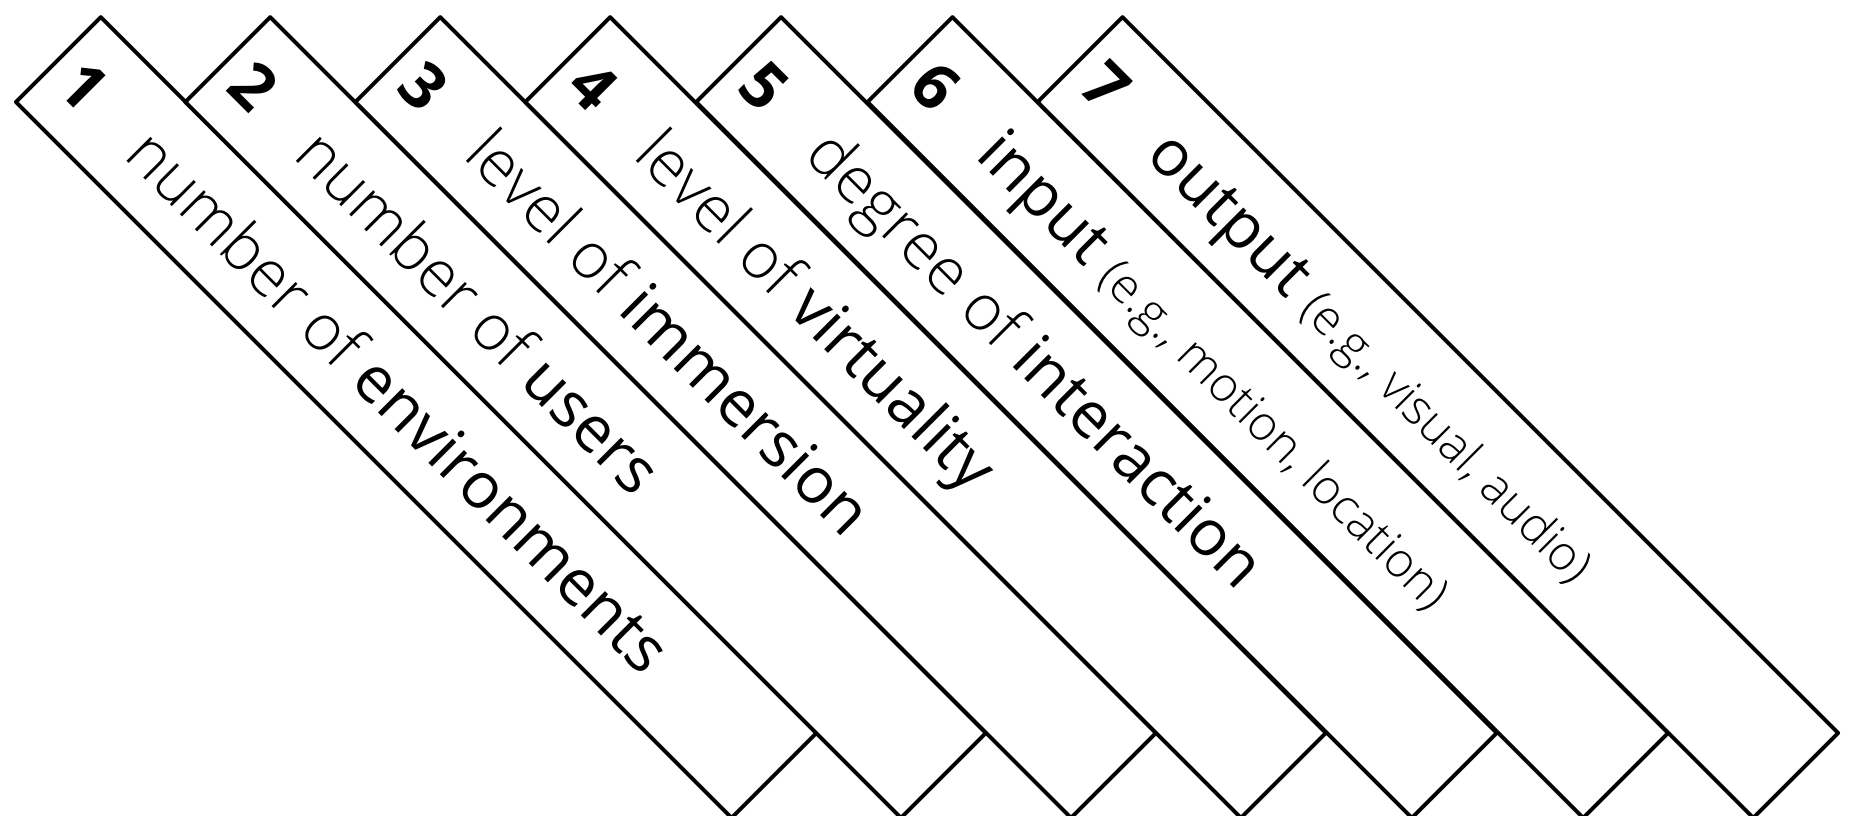 1 number of environments
2 number of users
3 level of immersion
4 level of virtuality
5 degree of interaction
6 input (e.g., motion, location)
7 output (e.g., visual, audio)